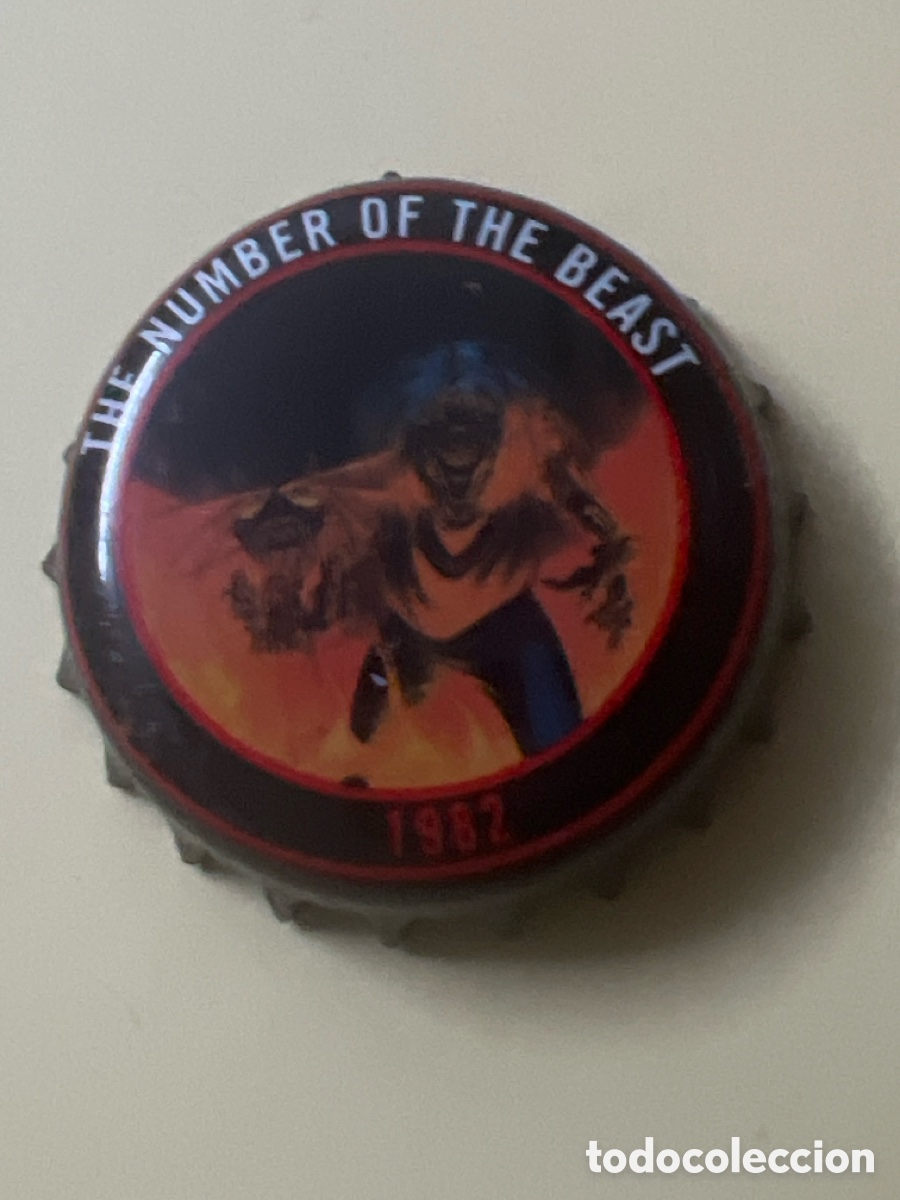 THE NUMBER OF THE BEAST
1982
todocoleccion